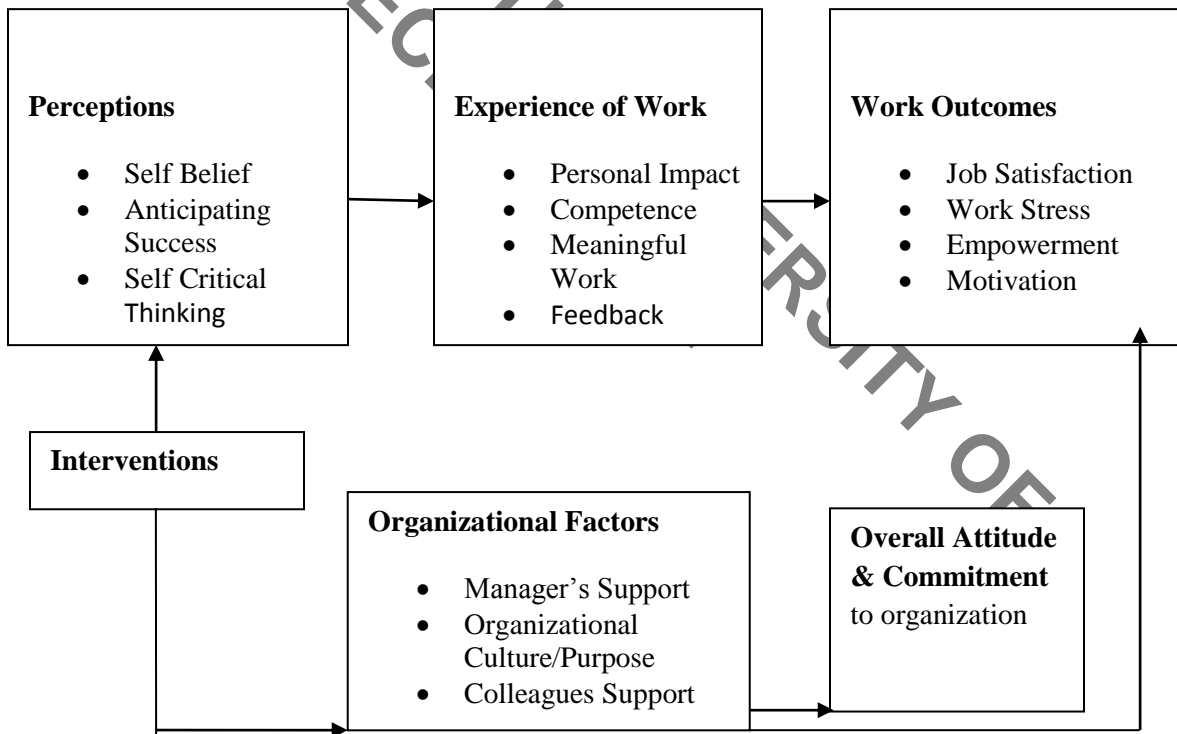 Perceptions
• Self Belief
• Anticipating
Success
• Self Critical
Thinking
Experience of Work
• Personal Impact
• Competence
• Meaningful
Work
• Feedback
Work Outcomes
• Job Satisfaction
• Work Stress
• Empowerment
• Motivation
Interventions
Organizational Factors
• Manager’s Support
• Organizational
Culture/Purpose
• Colleagues Support
Overall Attitude
& Commitment
to organization